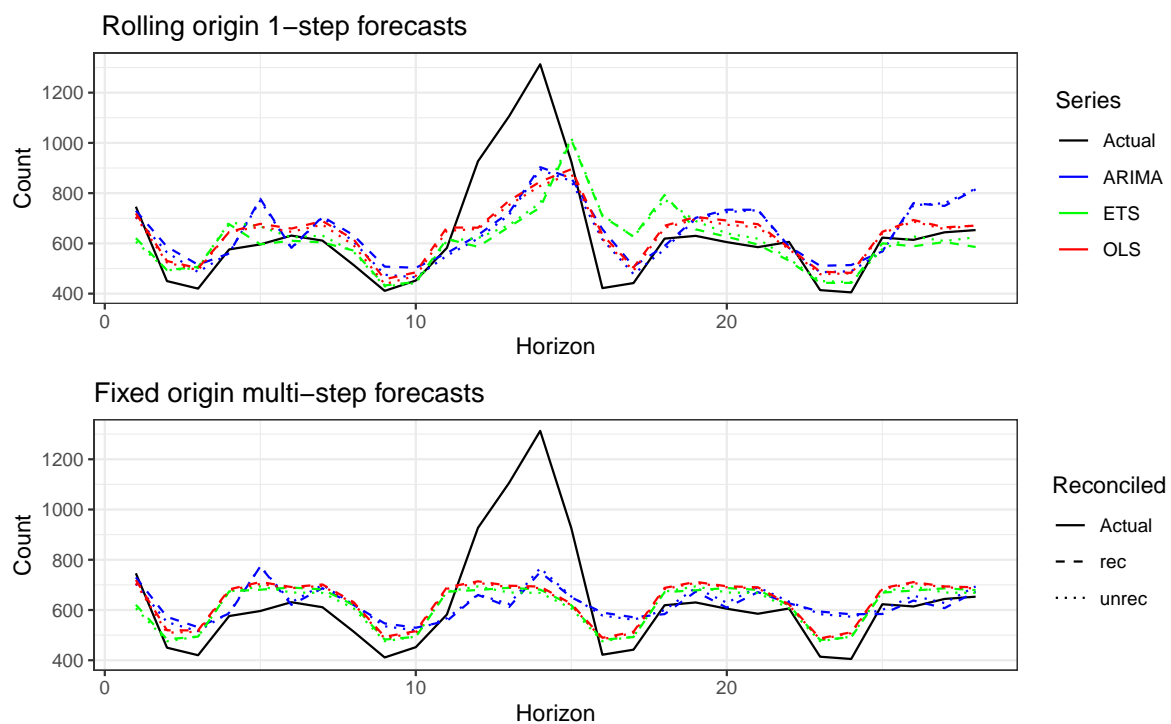 Rolling origin 1−step forecasts
1200
1000
800
600
400
Count
0
10
20
Horizon
Series
Actual
ARIMA
ETS
OLS
Fixed origin multi−step forecasts
1200
1000
800
600
400
Count
0
10
20
Horizon
Reconciled
Actual
rec
unrec